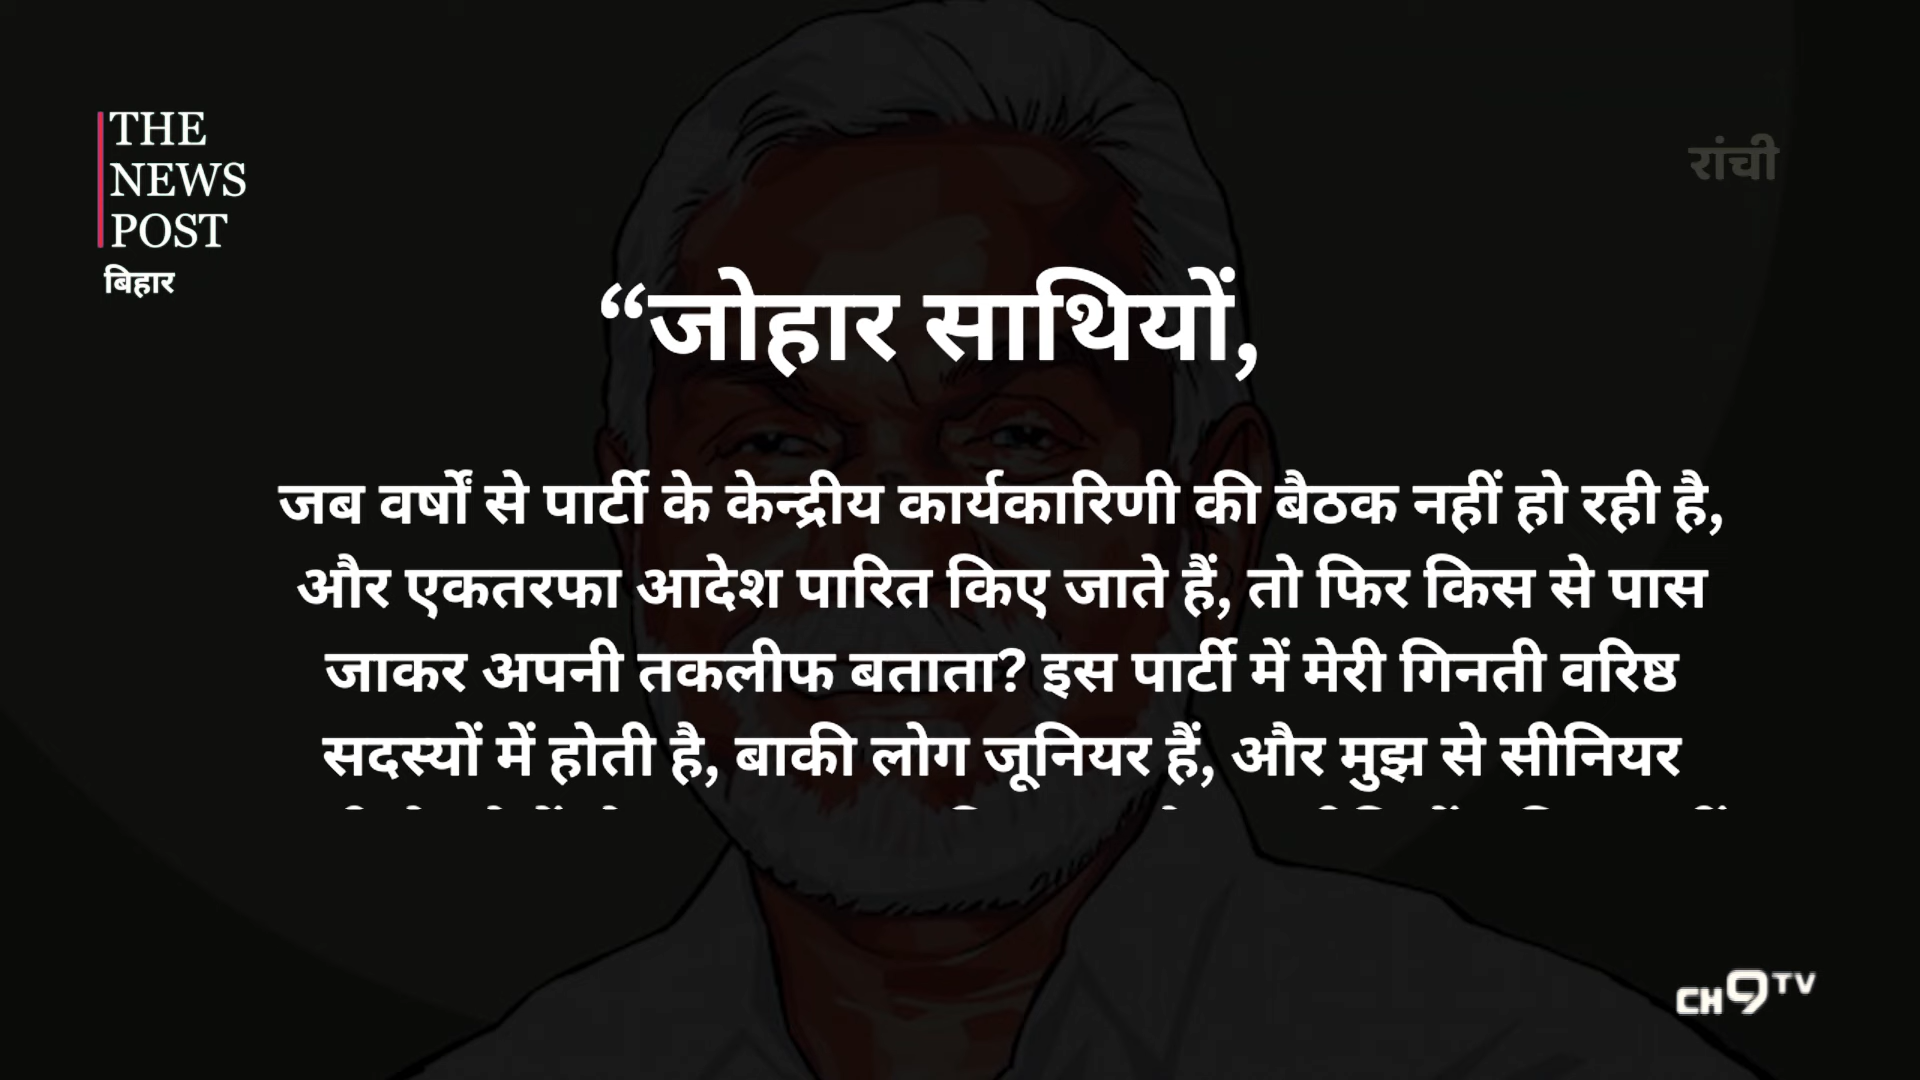 THE
NEWS
POST
बिहार
रांची
“जोहार साथियों,
जब वर्षों से पार्टी के केन्द्रीय कार्यकारिणी की बैठक नहीं हो रही है,
और एकतरफा आदेश पारित किए जाते हैं, तो फिर किस से पास
जाकर अपनी तकलीफ बताता? इस पार्टी में मेरी गिनती वरिष्ठ
सदस्यों में होती है, बाकी लोग जूनियर हैं, और मुझ से सीनियर
CH9TV